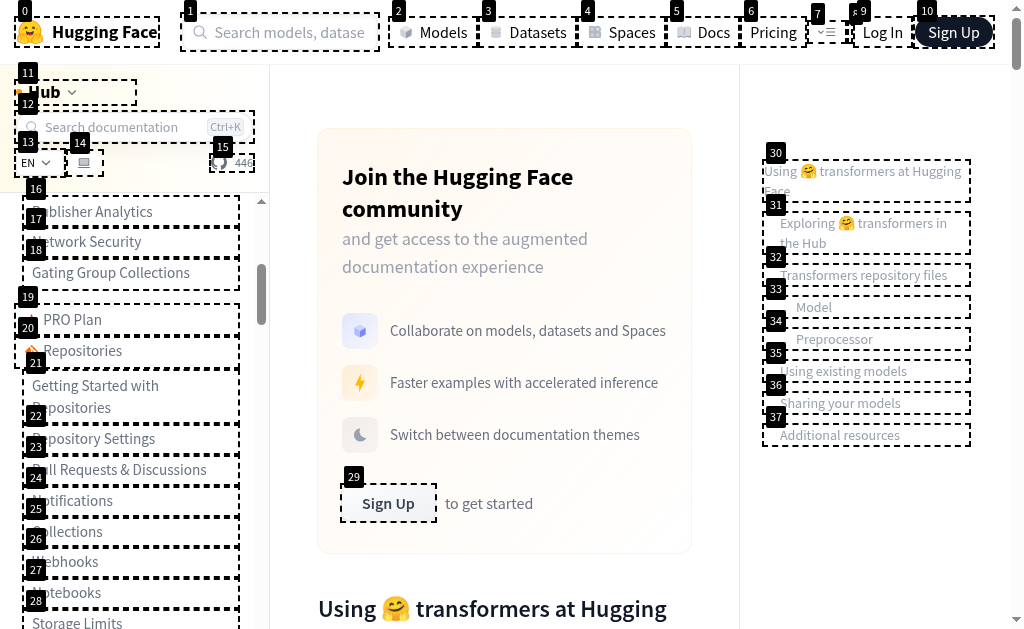 0
1
2
3
4
5
6
7
9
10
Hugging Face
Search models, datase
Models
Datasets
Spaces
Docs
Pricing
Log In
Sign Up
11
Hub
12
Search documentation
Ctrl+K
13
14
15
EN
446
16
Publisher Analytics
17
Network Security
18
Gating Group Collections
19
PRO Plan
20
Repositories
21
Getting Started with
Repositories
22
Repository Settings
23
Pull Requests & Discussions
24
Notifications
25
Collections
26
Webhooks
27
Notebooks
28
Storage Limits
Join the Hugging Face
community
and get access to the augmented
documentation experience
Collaborate on models, datasets and Spaces
Faster examples with accelerated inference
Switch between documentation themes
29
Sign Up
to get started
Using 🤗 transformers at Hugging
30
Using 🤗 transformers at Hugging
Face
31
Exploring 🤗 transformers in
the Hub
32
Transformers repository files
33
Model
34
Preprocessor
35
Using existing models
36
Sharing your models
37
Additional resources